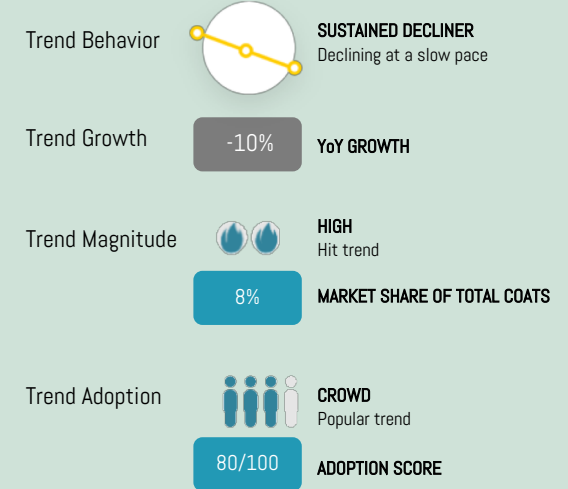 Trend Behavior
SUSTAINED DECLINER
Declining at a slow pace
Trend Growth
-10%
YoY GROWTH
Trend Magnitude
HIGH
Hit trend
8%
MARKET SHARE OF TOTAL COATS
Trend Adoption
CROWD
Popular trend
80/100
ADOPTION SCORE